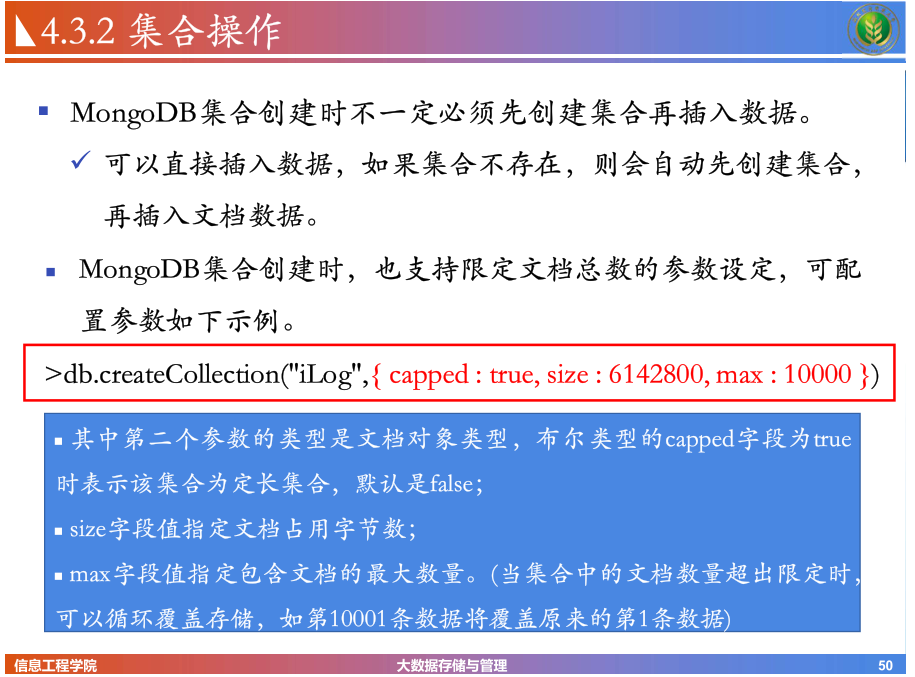 4.3.2 集合操作
MongoDB集合创建时不一定必须先创建集合再插入数据。
可以直接插入数据，如果集合不存在，则会自动先创建集合，
再插入文档数据。
MongoDB集合创建时，也支持限定文档总数的参数设定，可配
置参数如下示例。
>db.createCollection("iLog",{ capped : true, size : 6142800, max : 10000 })
其中第二个参数的类型是文档对象类型，布尔类型的capped字段为true
时表示该集合为定长集合，默认是false；
size字段值指定文档占用字节数；
max字段值指定包含文档的最大数量。(当集合中的文档数量超出限定时，
可以循环覆盖存储，如第10001条数据将覆盖原来的第1条数据)
信息工程学院
大数据存储与管理
50